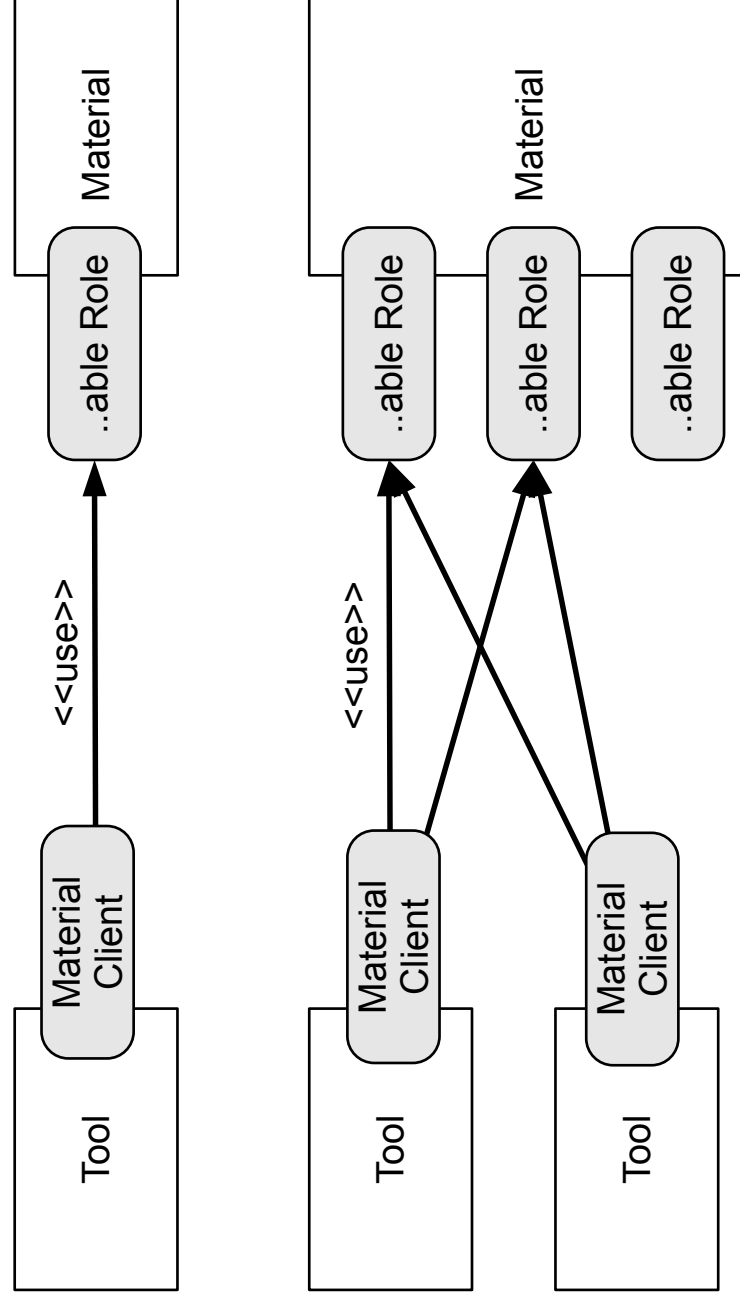 Tool
Material
Client
<<use>>
..able Role
Material
Tool
Material
Client
<<use>>
..able Role
..able Role
..able Role
Material
Tool
Material
Client